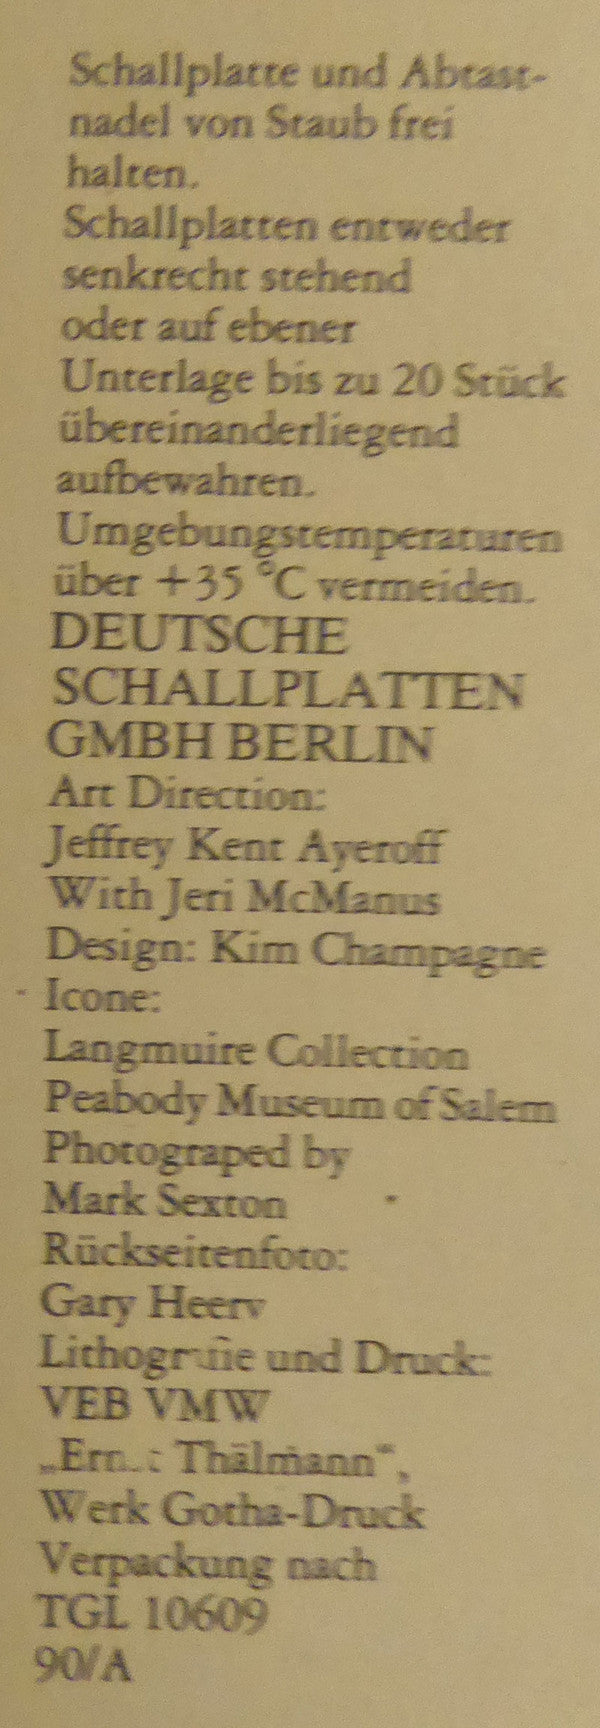 Schallplatte und Abtast-
nadel von Staub frei
halten.
Schallplatten entweder
senkrecht stehend
oder auf ebener
Unterlage bis zu 20 Stück
übereinanderliegend
aufbewahren.
Umgebungstemperaturen
über +35 °C vermeiden.
DEUTSCHE
SCHALLPLATTEN
GMBH BERLIN
Art Direction:
Jeffrey Kent Ayeroff
With Jeri McManus
Design: Kim Champagne
Icone:
Langmuire Collection
Peabody Museum of Salem
Photograped by
Mark Sexton
Rückseitenfoto:
Gary Heery
Lithografie und Druck:
VEB VMW
„Ernst Thälmann“,
Werk Gotha-Druck
Verpackung nach
TGL 10609
90/A